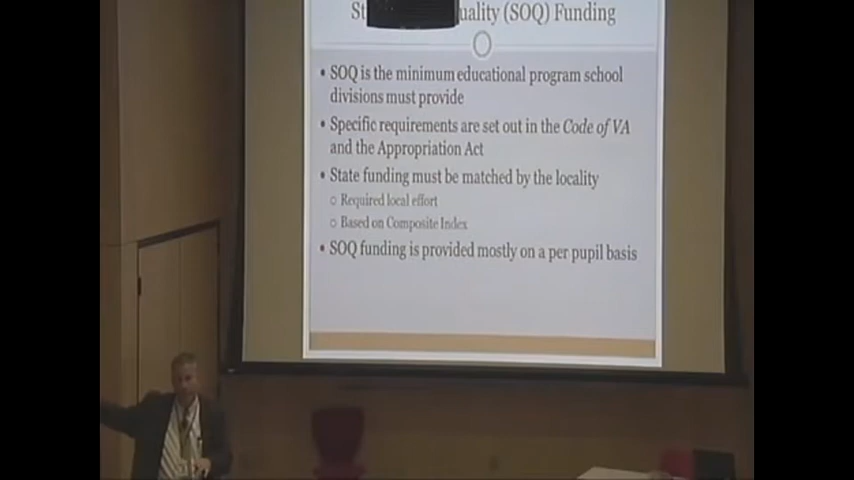 St uality (SOQ) Funding
• SOQ is the minimum educational program school
divisions must provide
• Specific requirements are set out in the Code of VA
and the Appropriation Act
• State funding must be matched by the locality
○ Required local effort
○ Based on Composite Index
• SOQ funding is provided mostly on a per pupil basis